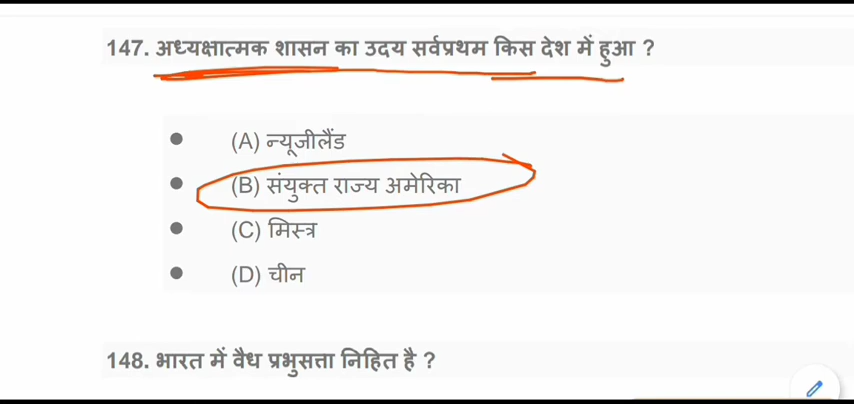 147. अध्यक्षात्मक शासन का उदय सर्वप्रथम किस देश में हुआ ?
(A) न्यूजीलैंड
(B) संयुक्त राज्य अमेरिका
(C) मिस्त्र
(D) चीन
148. भारत में वैध प्रभुसत्ता निहित है ?